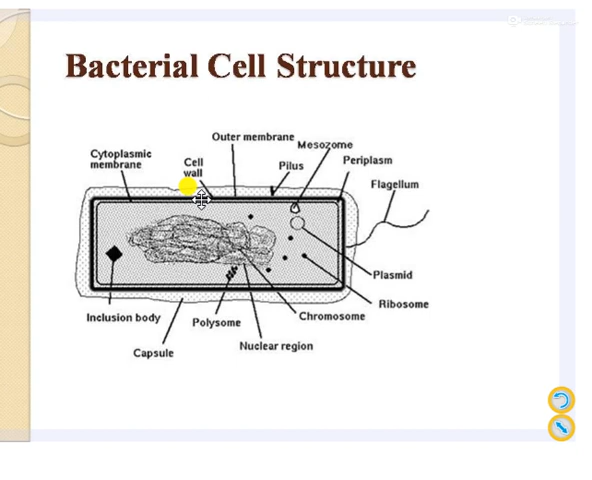 Bacterial Cell Structure
Outer membrane
Mesozome
Cytoplasmic
membrane
Cell
wall
Pilus
Periplasm
Flagellum
Plasmid
Ribosome
Inclusion body
Polysome
Chromosome
Nuclear region
Capsule